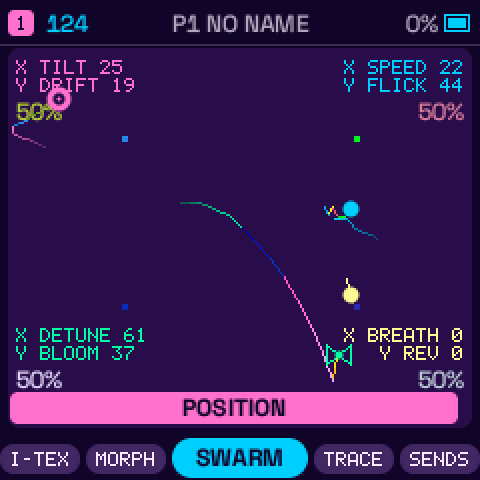 1 124 P1 NO NAME 0%
X TILT 25 X SPEED 22
Y DRIFT 19 Y FLICK 44
50% 50%
X DETUNE 61 X BREATH 0
Y BLOOM 37 Y REV 0
50% 50%
POSITION
I-TEX MORPH SWARM TRACE SENDS